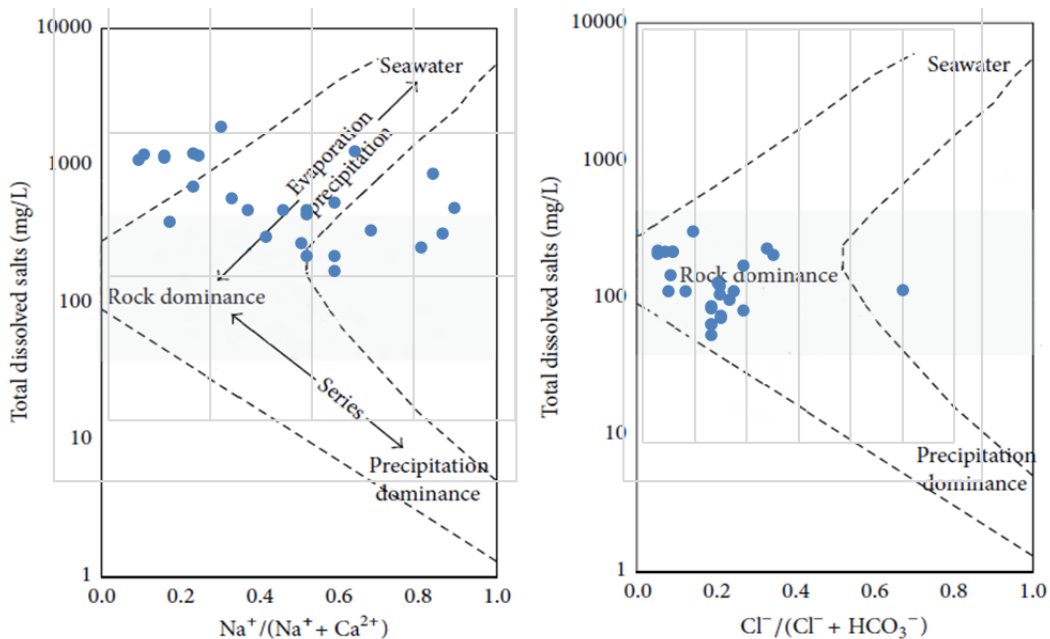 10000
1000
100
10
1
Total dissolved salts (mg/L)
Seawater
Evaporation
precipitation
Rock dominance
Series
Precipitation
dominance
0.0 0.2 0.4 0.6 0.8 1.0
Na⁺/(Na⁺ + Ca²⁺)
10000
1000
100
10
1
Total dissolved salts (mg/L)
Seawater
Rock dominance
Precipitation
dominance
0.0 0.2 0.4 0.6 0.8 1.0
Cl⁻/(Cl⁻ + HCO₃⁻)